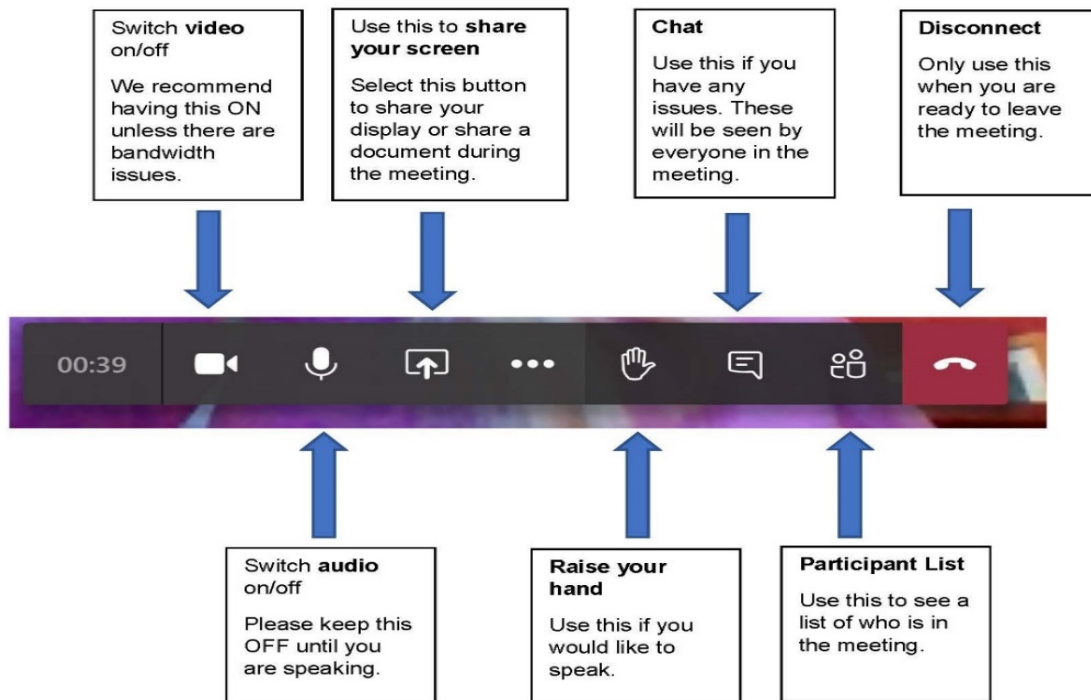 Switch video
on/off
We recommend
having this ON
unless there are
bandwidth
issues.
Use this to share
your screen
Select this button
to share your
display or share a
document during
the meeting.
Chat
Use this if you
have any
issues. These
will be seen by
everyone in the
meeting.
Disconnect
Only use this
when you are
ready to leave
the meeting.
00:39
Switch audio
on/off
Please keep this
OFF until you
are speaking.
Raise your
hand
Use this if you
would like to
speak.
Participant List
Use this to see a
list of who is in
the meeting.